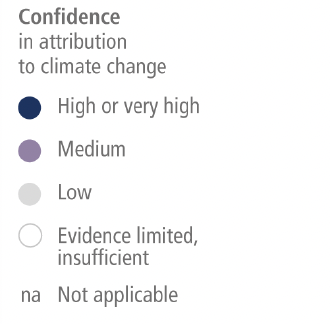 Confidence
in attribution
to climate change
High or very high
Medium
Low
Evidence limited,
insufficient
na Not applicable